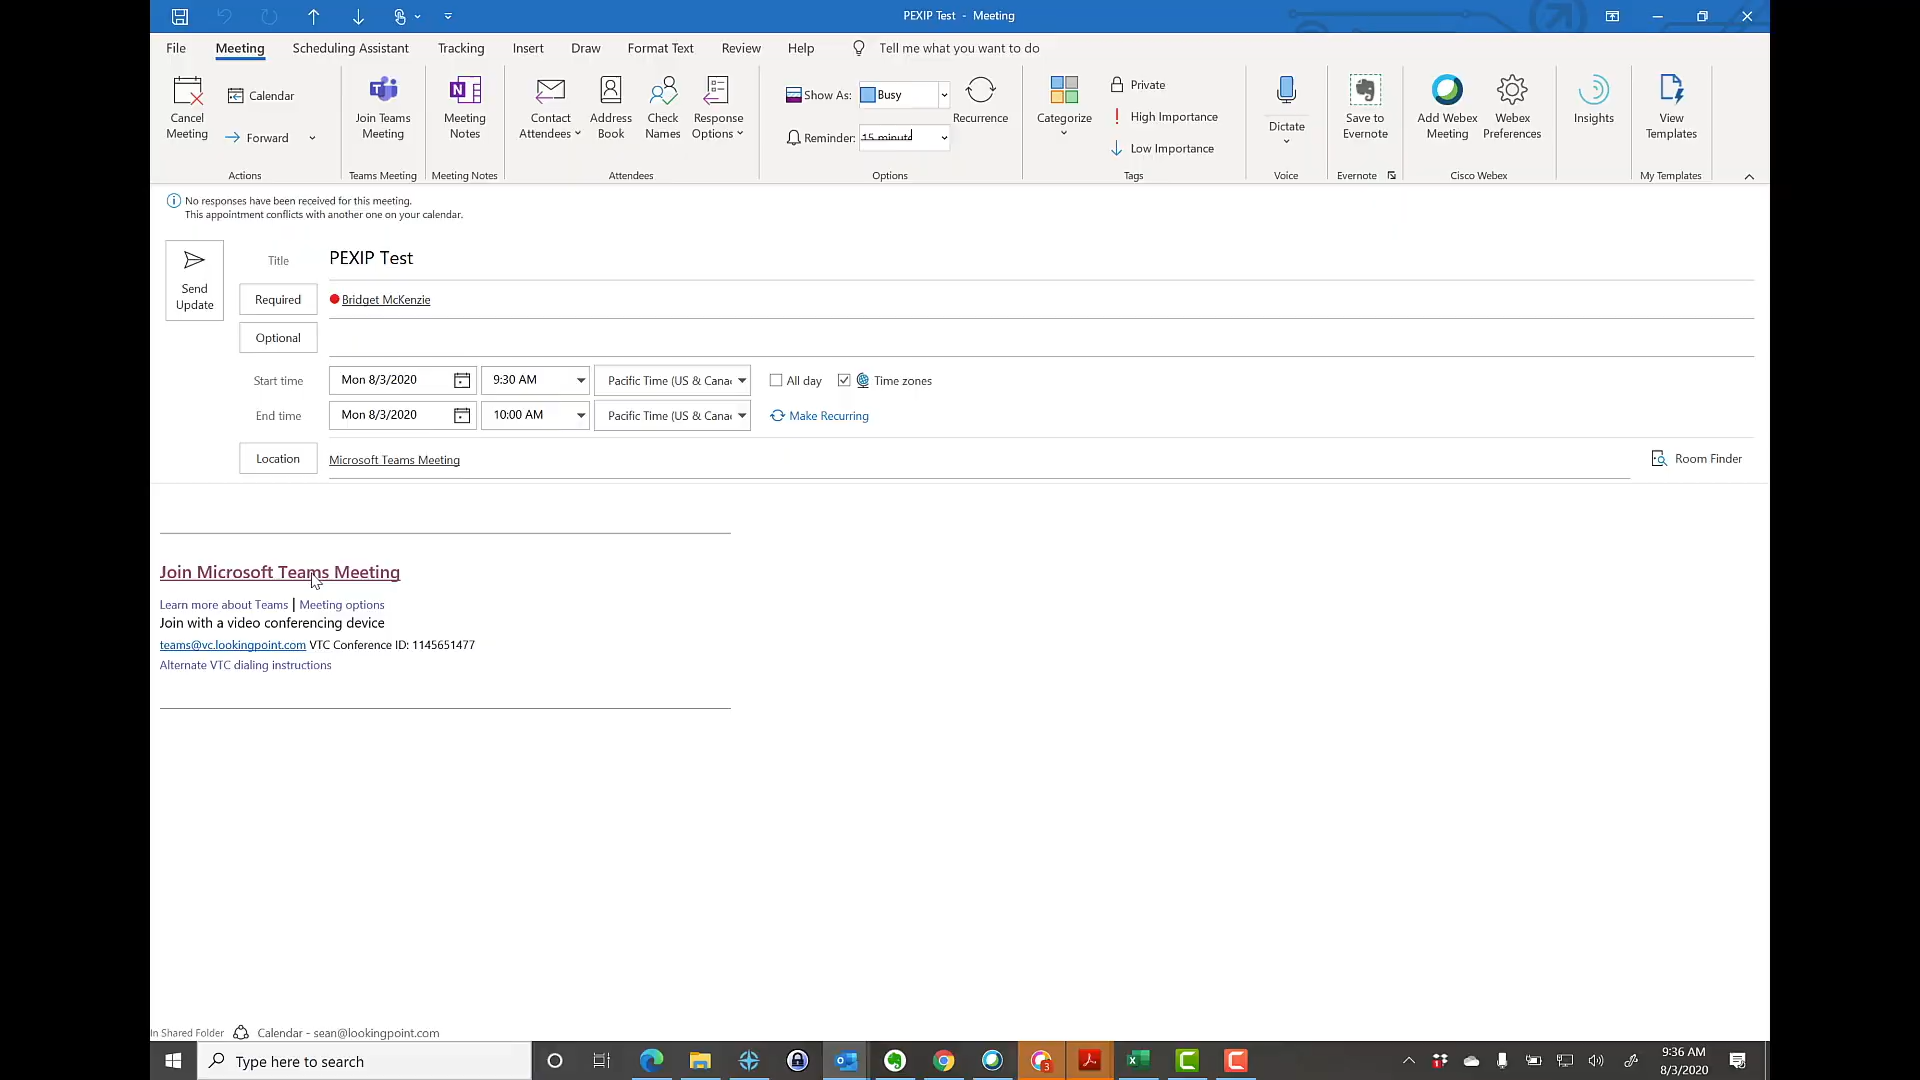 PEXIP Test - Meeting
File Meeting Scheduling Assistant Tracking Insert Draw Format Text Review Help Tell me what you want to do
Cancel Meeting
Calendar
Forward
Actions
Join Teams Meeting
Teams Meeting
Meeting Notes
Meeting Notes
Contact Attendees
Address Book
Check Names
Response Options
Attendees
Show As: Busy
Reminder: 15 minute
Recurrence
Options
Categorize
Private
High Importance
Low Importance
Tags
Dictate
Voice
Save to Evernote
Evernote
Add Webex Meeting
Webex Preferences
Cisco Webex
Insights
View Templates
My Templates
No responses have been received for this meeting.
This appointment conflicts with another one on your calendar.
Send Update
Title PEXIP Test
Required Bridget McKenzie
Optional
Start time Mon 8/3/2020 9:30 AM Pacific Time (US & Cana All day Time zones
End time Mon 8/3/2020 10:00 AM Pacific Time (US & Cana Make Recurring
Location Microsoft Teams Meeting Room Finder
Join Microsoft Teams Meeting
Learn more about Teams | Meeting options
Join with a video conferencing device
teams@vc.lookingpoint.com VTC Conference ID: 1145651477
Alternate VTC dialing instructions
In Shared Folder Calendar - sean@lookingpoint.com
Type here to search
3
9:36 AM
8/3/2020